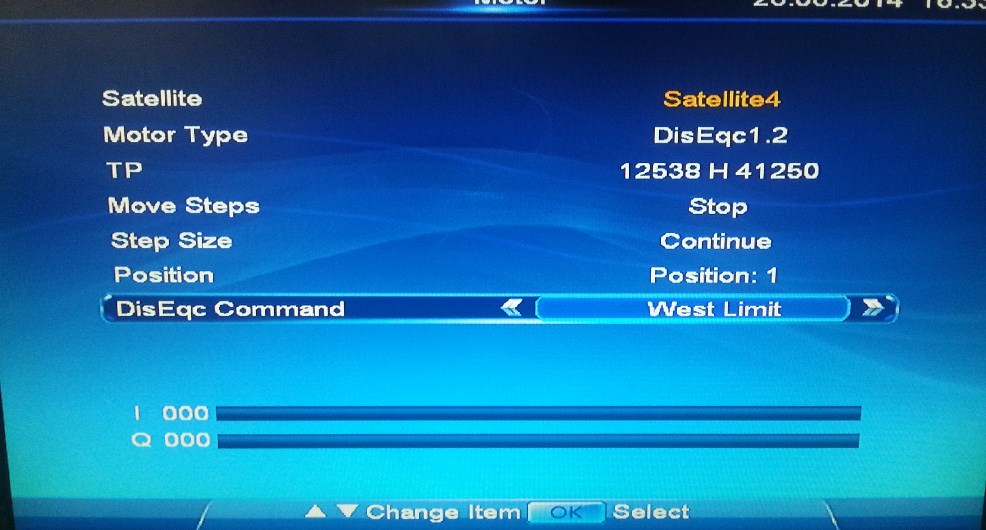 Motor
Satellite Satellite4
Motor Type DisEqc1.2
TP 12538 H 41250
Move Steps Stop
Step Size Continue
Position Position: 1
DisEqc Command West Limit
I 000
Q 000
Change Item OK Select